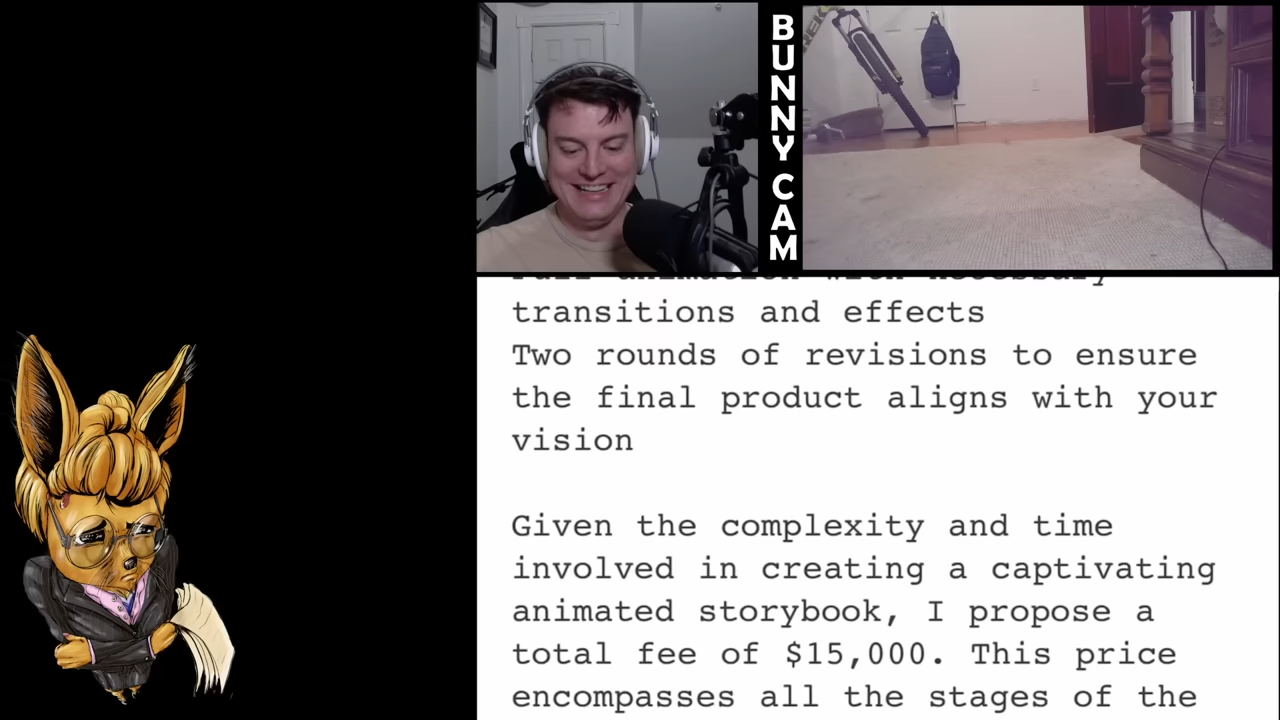 BUNNY CAM
transitions and effects
Two rounds of revisions to ensure
the final product aligns with your
vision
Given the complexity and time
involved in creating a captivating
animated storybook, I propose a
total fee of $15,000. This price
encompasses all the stages of the